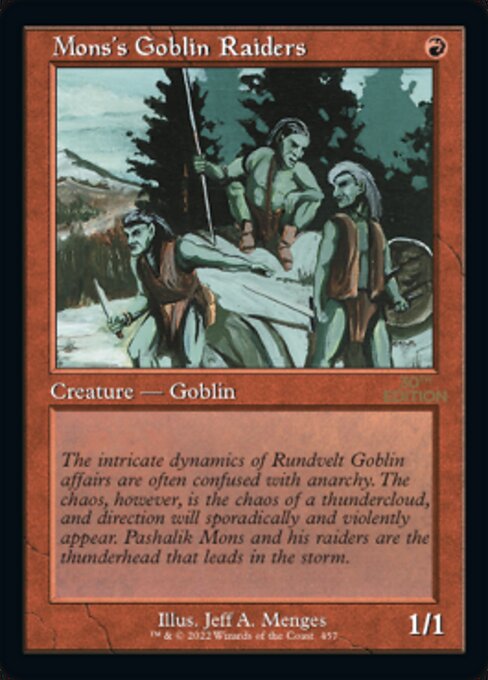 Mons's Goblin Raiders
30TH
EDITION
Creature — Goblin
The intricate dynamics of Rundvelt Goblin
affairs are often confused with anarchy. The
chaos, however, is the chaos of a thundercloud,
and direction will sporadically and violently
appear. Pashalik Mons and his raiders are the
thunderhead that leads in the storm.
Illus. Jeff A. Menges
™ & © 2022 Wizards of the Coast 457
1/1